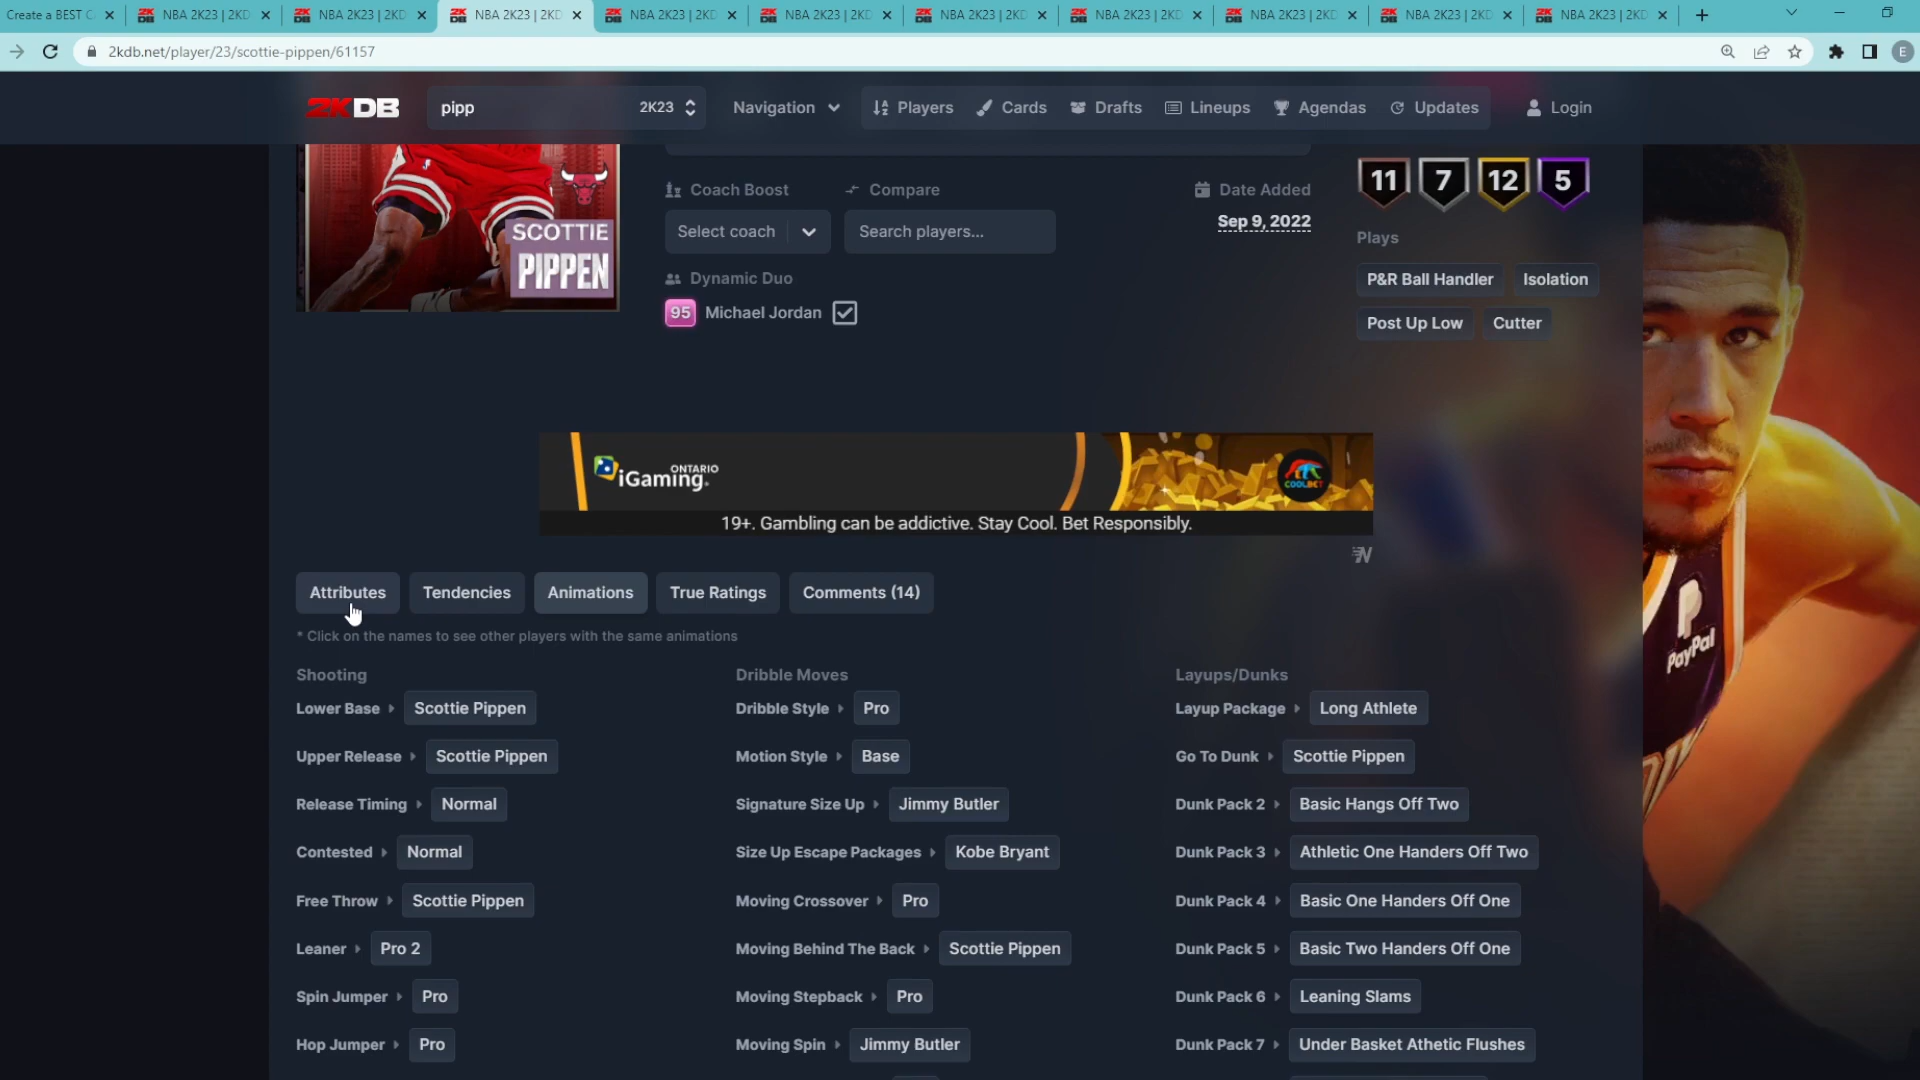 Create a BEST C
NBA 2K23 | 2KD
NBA 2K23 | 2KD
NBA 2K23 | 2KD
NBA 2K23 | 2KD
NBA 2K23 | 2KD
NBA 2K23 | 2KD
NBA 2K23 | 2KD
NBA 2K23 | 2KD
NBA 2K23 | 2KD
NBA 2K23 | 2KD
2kdb.net/player/23/scottie-pippen/61157
E
2KDB
pipp
2K23
Navigation
Players
Cards
Drafts
Lineups
Agendas
Updates
Login
SCOTTIE
PIPPEN
Coach Boost
Compare
Date Added
Select coach
Search players...
Sep 9, 2022
Dynamic Duo
95 Michael Jordan
11 7 12 5
Plays
P&R Ball Handler
Isolation
Post Up Low
Cutter
iGaming ONTARIO
COOLBET
19+. Gambling can be addictive. Stay Cool. Bet Responsibly.
PayPal
Attributes
Tendencies
Animations
True Ratings
Comments (14)
* Click on the names to see other players with the same animations
Shooting
Lower Base Scottie Pippen
Upper Release Scottie Pippen
Release Timing Normal
Contested Normal
Free Throw Scottie Pippen
Leaner Pro 2
Spin Jumper Pro
Hop Jumper Pro
Dribble Moves
Dribble Style Pro
Motion Style Base
Signature Size Up Jimmy Butler
Size Up Escape Packages Kobe Bryant
Moving Crossover Pro
Moving Behind The Back Scottie Pippen
Moving Stepback Pro
Moving Spin Jimmy Butler
Layups/Dunks
Layup Package Long Athlete
Go To Dunk Scottie Pippen
Dunk Pack 2 Basic Hangs Off Two
Dunk Pack 3 Athletic One Handers Off Two
Dunk Pack 4 Basic One Handers Off One
Dunk Pack 5 Basic Two Handers Off One
Dunk Pack 6 Leaning Slams
Dunk Pack 7 Under Basket Athetic Flushes